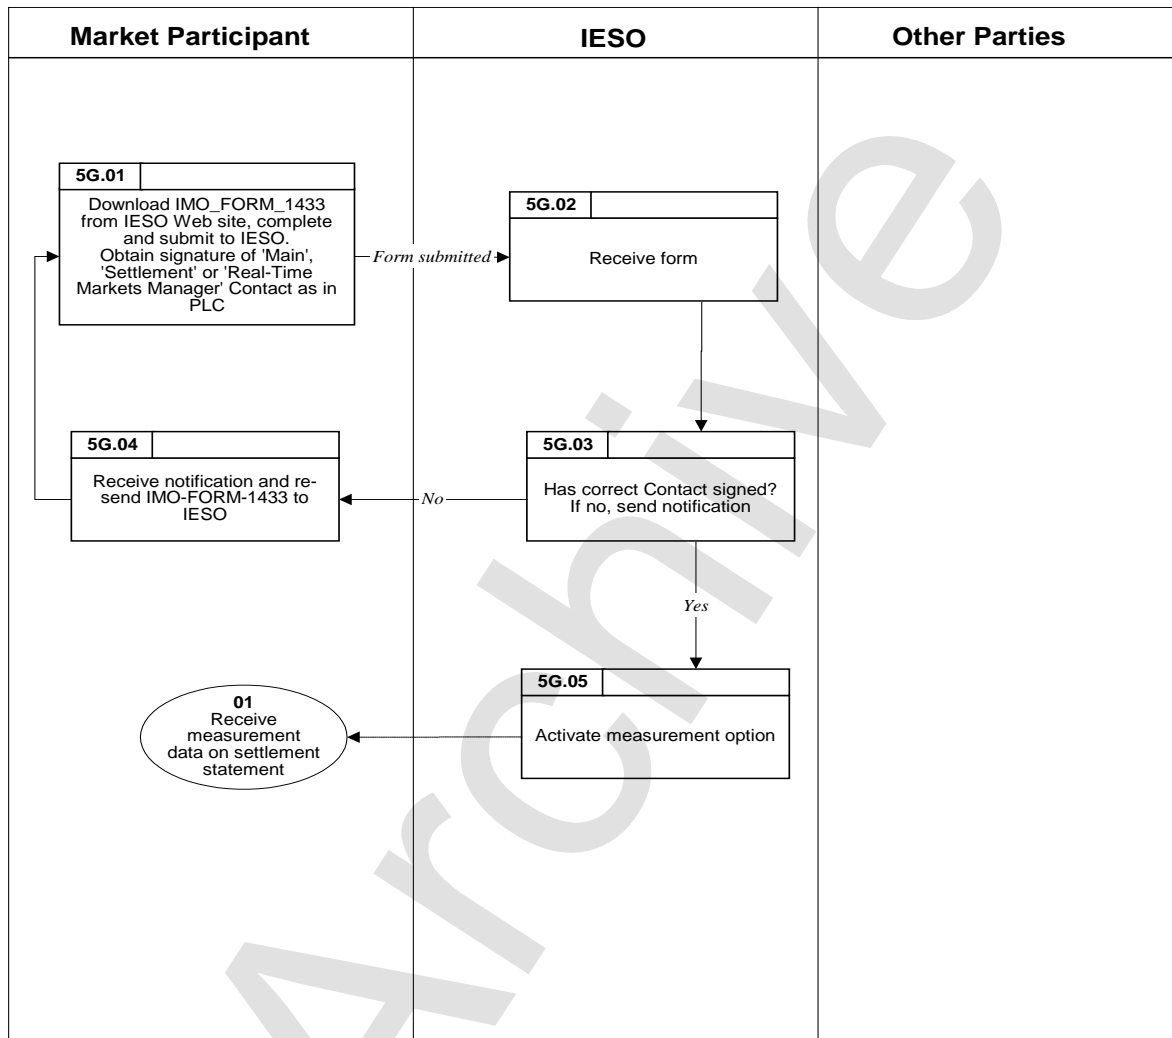 Market Participant
IESO
Other Parties
5G.01
Download IMO_FORM_1433
from IESO Web site, complete
and submit to IESO.
Obtain signature of 'Main',
'Settlement' or 'Real-Time
Markets Manager' Contact as in
PLC
Form submitted
5G.02
Receive form
5G.04
Receive notification and re-
send IMO-FORM-1433 to
IESO
No
5G.03
Has correct Contact signed?
If no, send notification
Yes
5G.05
Activate measurement option
01
Receive
measurement
data on settlement
statement
Archive